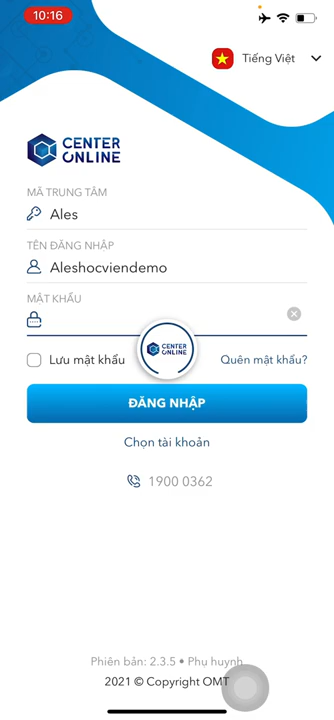 10:16
Tiếng Việt
CENTER
ONLINE
MÃ TRUNG TÂM
Ales
TÊN ĐĂNG NHẬP
Aleshocviendemo
MẬT KHẨU
CENTER
ONLINE
Lưu mật khẩu
Quên mật khẩu?
ĐĂNG NHẬP
Chọn tài khoản
1900 0362
Phiên bản: 2.3.5 • Phụ huynh
2021 © Copyright OMT